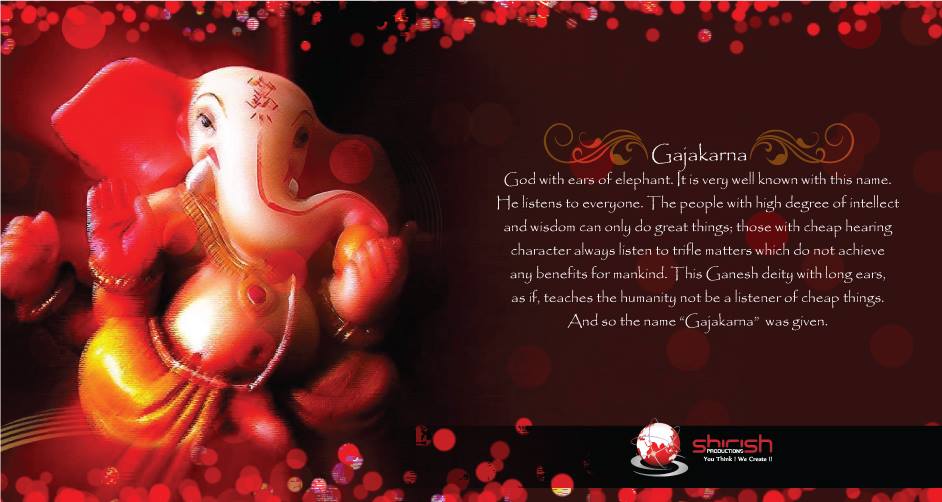 Gajakarna
God with ears of elephant. It is very well known with this name.
He listens to everyone. The people with high degree of intellect
and wisdom can only do great things; those with cheap hearing
character always listen to trifle matters which do not achieve
any benefits for mankind. This Ganesh deity with long ears,
as if, teaches the humanity not be a listener of cheap things.
And so the name “Gajakarna” was given.
shirish
PRODUCTIONS
You Think ! We Create !!